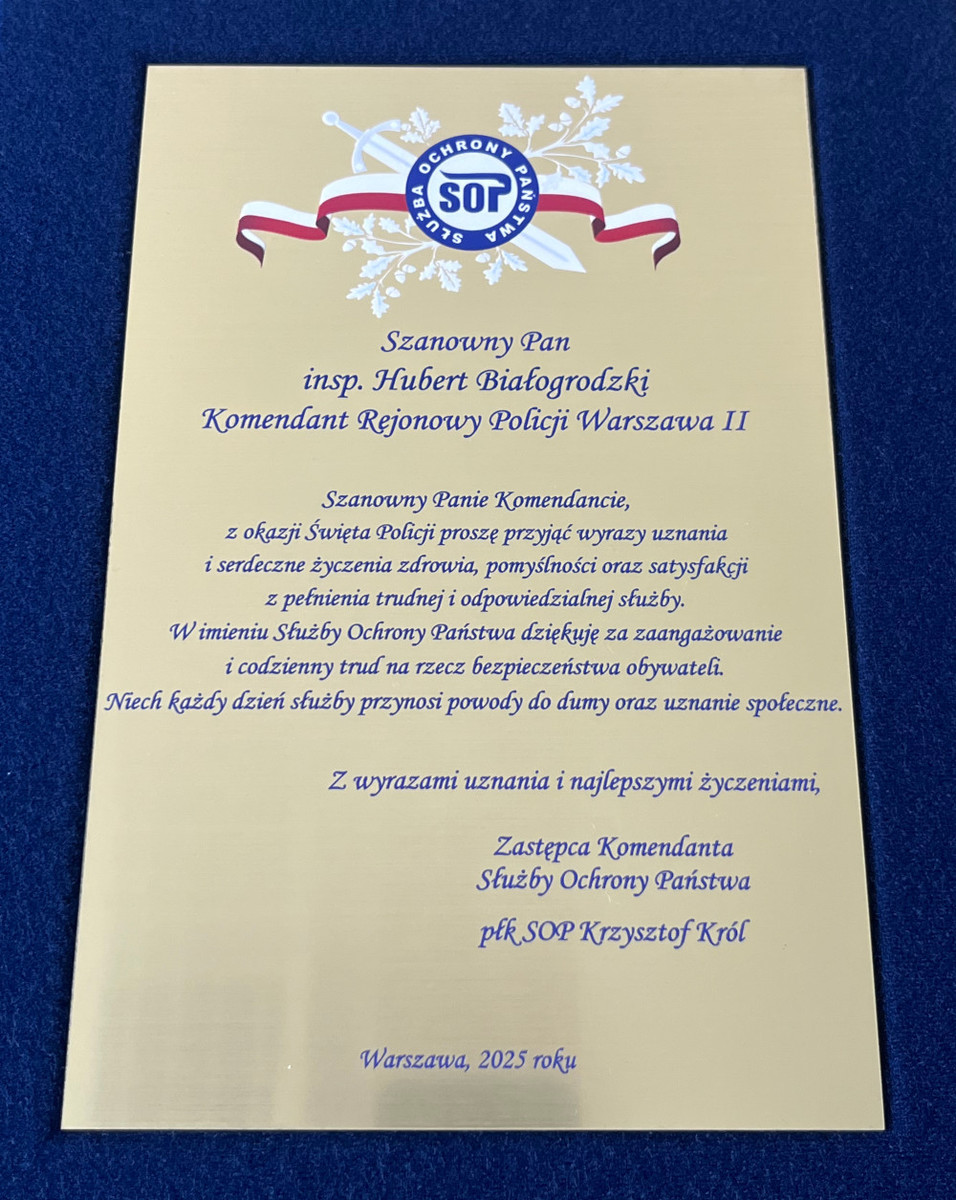 SŁUŻBA OCHRONY PAŃSTWA
SOP
Szanowny Pan
insp. Hubert Białogrodzki
Komendant Rejonowy Policji Warszawa II
Szanowny Panie Komendancie,
z okazji Święta Policji proszę przyjąć wyrazy uznania
i serdeczne życzenia zdrowia, pomyślności oraz satysfakcji
z pełnienia trudnej i odpowiedzialnej służby.
W imieniu Służby Ochrony Państwa dziękuję za zaangażowanie
i codzienny trud na rzecz bezpieczeństwa obywateli.
Niech każdy dzień służby przynosi powody do dumy oraz uznanie społeczne.
Z wyrazami uznania i najlepszymi życzeniami,
Zastępca Komendanta
Służby Ochrony Państwa
płk SOP Krzysztof Król
Warszawa, 2025 roku